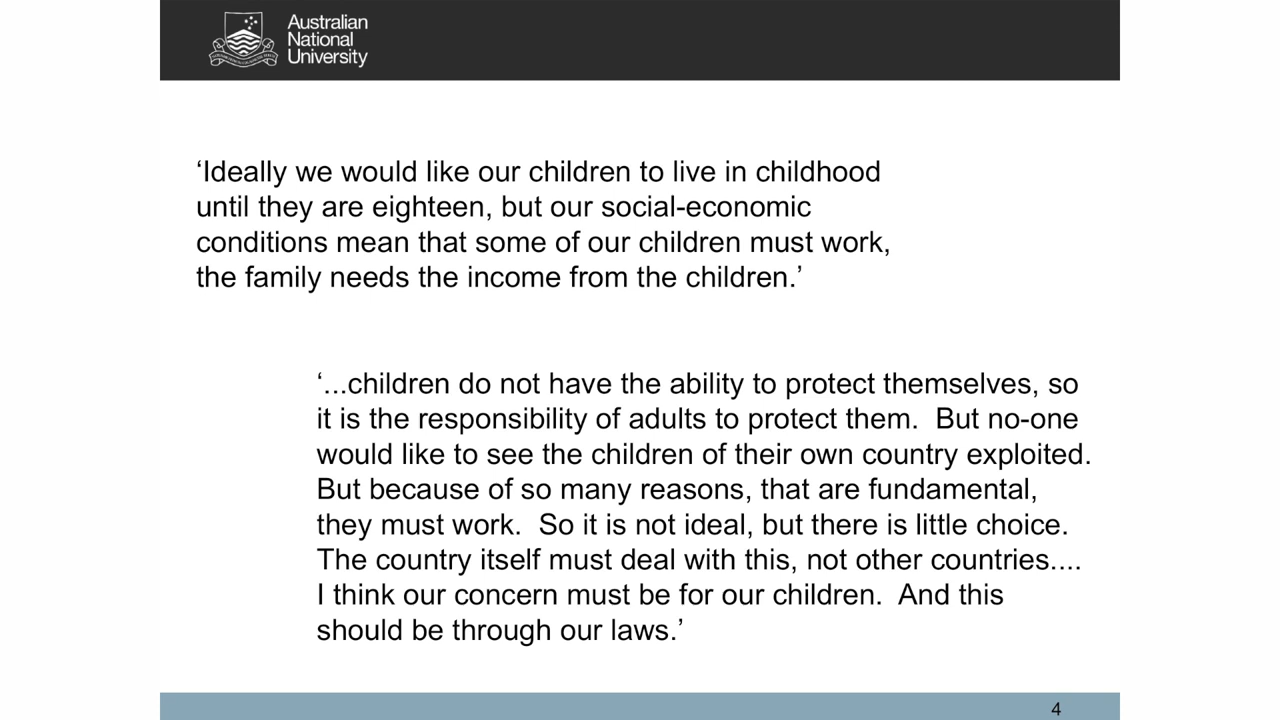 Australian
National
University
‘Ideally we would like our children to live in childhood
until they are eighteen, but our social-economic
conditions mean that some of our children must work,
the family needs the income from the children.’
‘...children do not have the ability to protect themselves, so
it is the responsibility of adults to protect them.  But no-one
would like to see the children of their own country exploited.
But because of so many reasons, that are fundamental,
they must work.  So it is not ideal, but there is little choice.
The country itself must deal with this, not other countries....
I think our concern must be for our children.  And this
should be through our laws.’
4